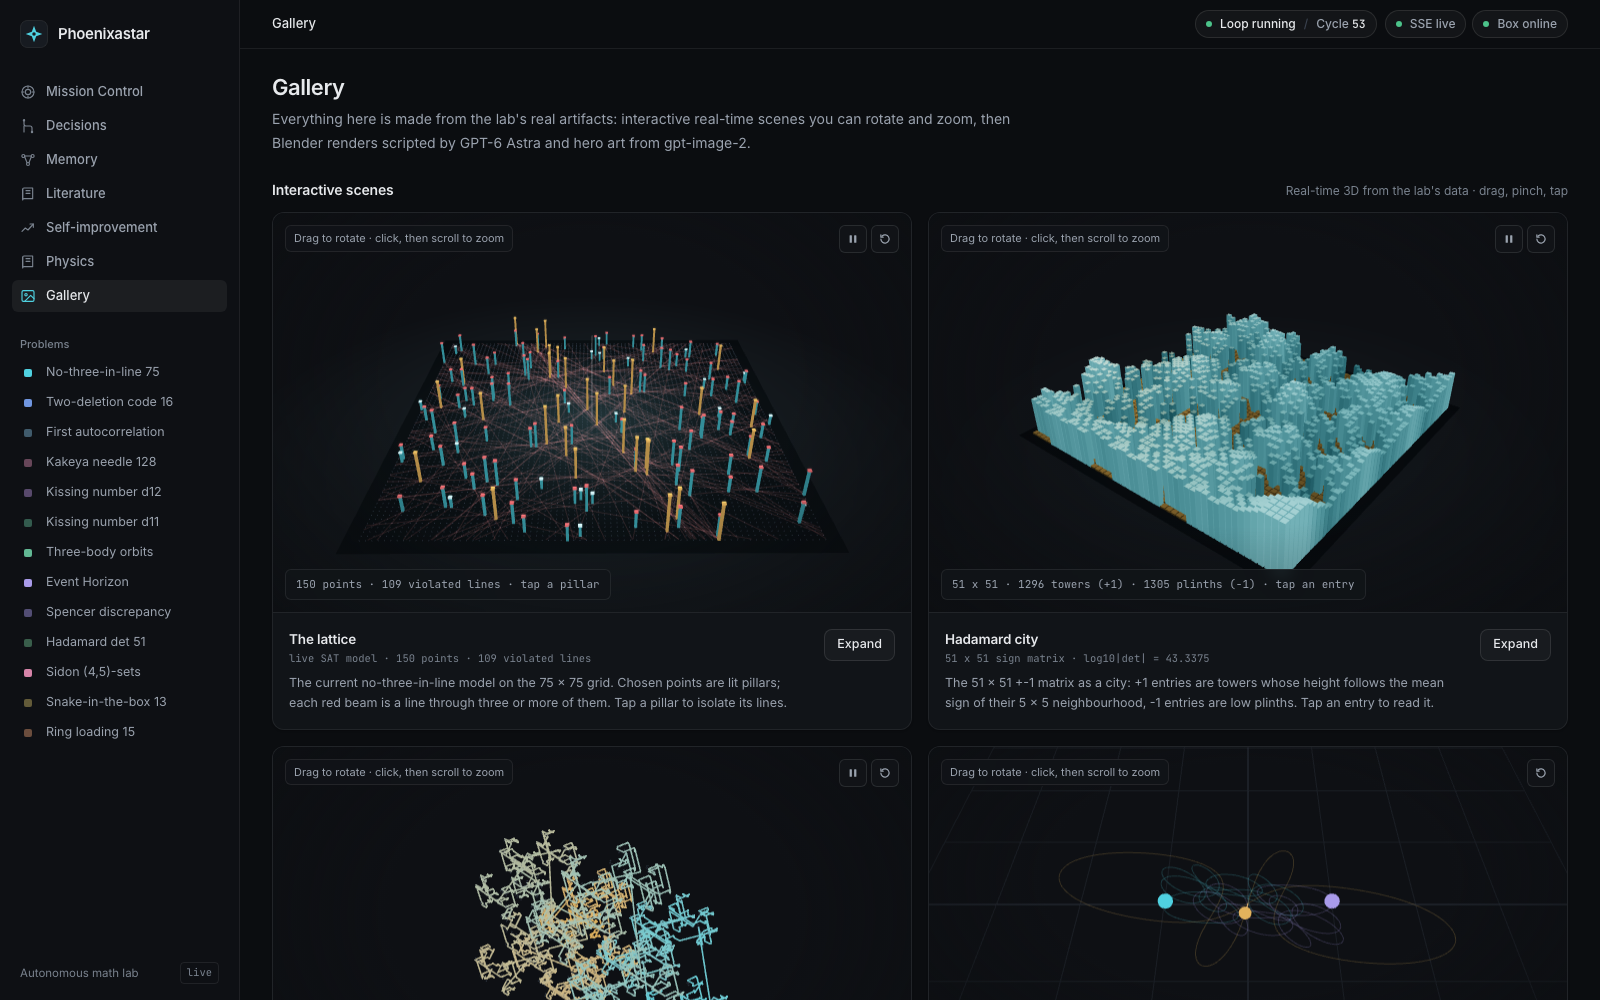 Phoenixastar
Mission Control
Decisions
Memory
Literature
Self-improvement
Physics
Gallery
Problems
No-three-in-line 75
Two-deletion code 16
First autocorrelation
Kakeya needle 128
Kissing number d12
Kissing number d11
Three-body orbits
Event Horizon
Spencer discrepancy
Hadamard det 51
Sidon (4,5)-sets
Snake-in-the-box 13
Ring loading 15
Autonomous math lab
live
Gallery
Loop running / Cycle 53
SSE live
Box online
Gallery
Everything here is made from the lab's real artifacts: interactive real-time scenes you can rotate and zoom, then
Blender renders scripted by GPT-6 Astra and hero art from gpt-image-2.
Interactive scenes
Real-time 3D from the lab's data · drag, pinch, tap
Drag to rotate · click, then scroll to zoom
150 points · 109 violated lines · tap a pillar
The lattice
Expand
live SAT model · 150 points · 109 violated lines
The current no-three-in-line model on the 75 × 75 grid. Chosen points are lit pillars;
each red beam is a line through three or more of them. Tap a pillar to isolate its lines.
Drag to rotate · click, then scroll to zoom
51 x 51 · 1296 towers (+1) · 1305 plinths (-1) · tap an entry
Hadamard city
Expand
51 x 51 sign matrix · log10|det| = 43.3375
The 51 × 51 +-1 matrix as a city: +1 entries are towers whose height follows the mean
sign of their 5 × 5 neighbourhood, -1 entries are low plinths. Tap an entry to read it.
Drag to rotate · click, then scroll to zoom
Drag to rotate · click, then scroll to zoom